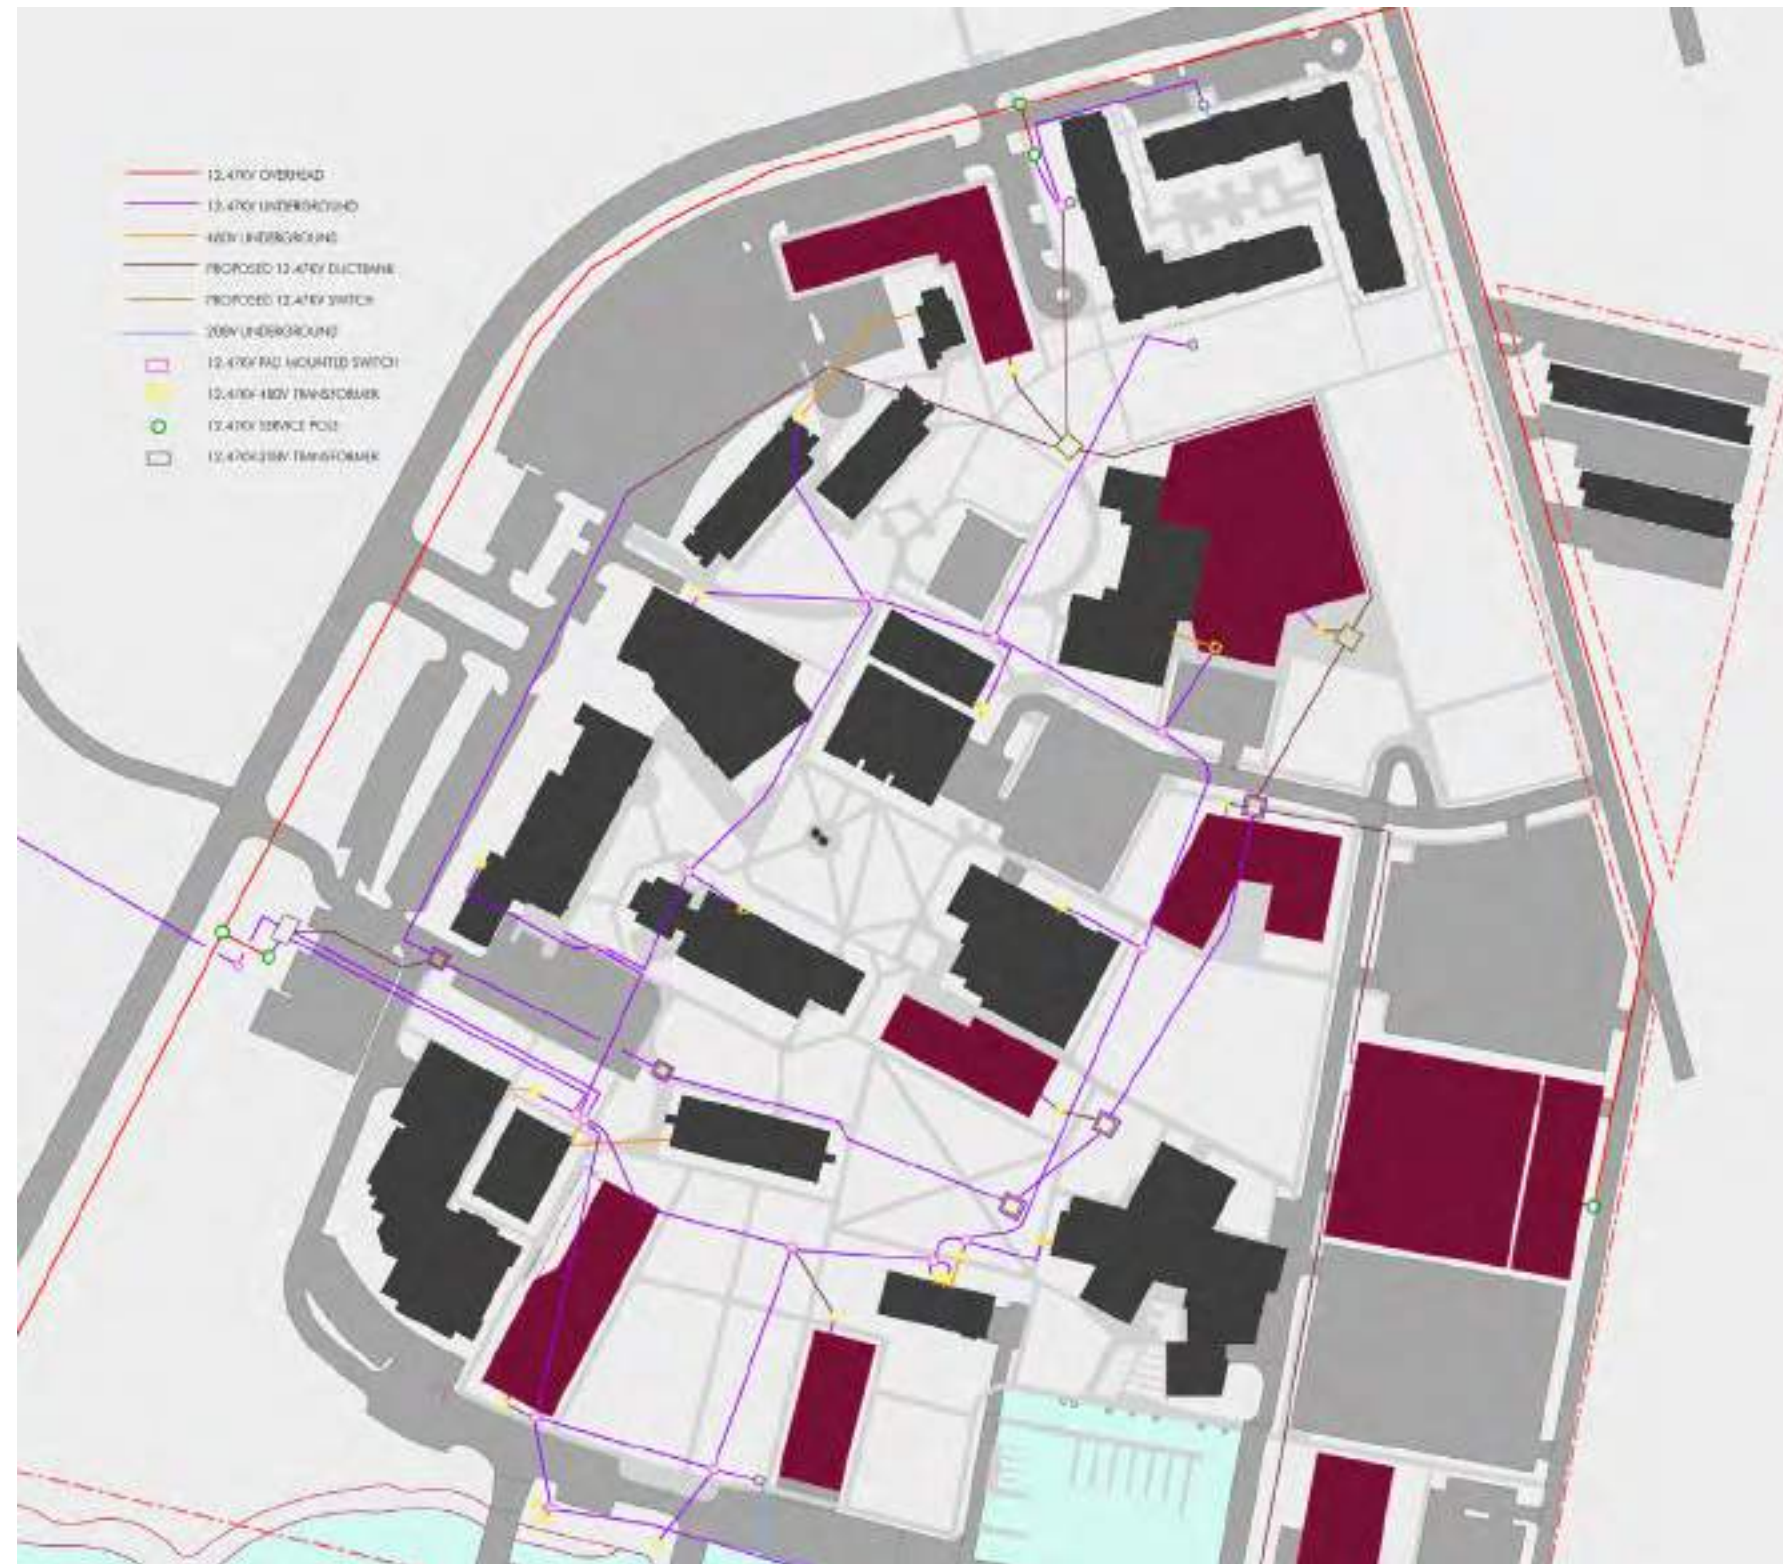 12.47KV OVERHEAD
12.47KV UNDERGROUND
480V UNDERGROUND
PROPOSED 12.47KV DUCTBANK
PROPOSED 12.47KV SWITCH
208V UNDERGROUND
12.47KV PAD MOUNTED SWITCH
12.47KV-480V TRANSFORMER
12.47KV SERVICE POLE
12.47KV-208V TRANSFORMER